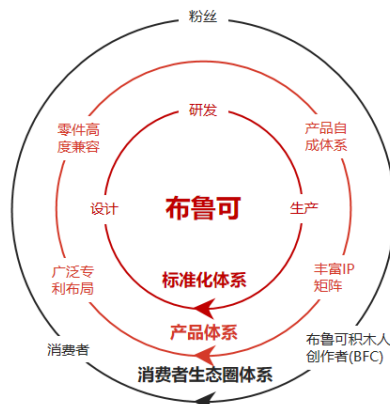 粉丝
研发
零件高
度兼容
产品自
成体系
设计
布鲁可
生产
广泛专
利布局
丰富IP
矩阵
标准化体系
产品体系
消费者
布鲁可积木人
创作者(BFC)
消费者生态圈体系